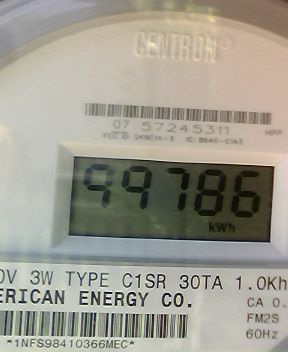 CENTRON®
07 57245311
HPP
99786
kWh
0V 3W TYPE C1SR 30TA 1.0Kh
ERICAN ENERGY CO.
CA 0.
FM2S
60Hz
*1NFS98410366MEC*